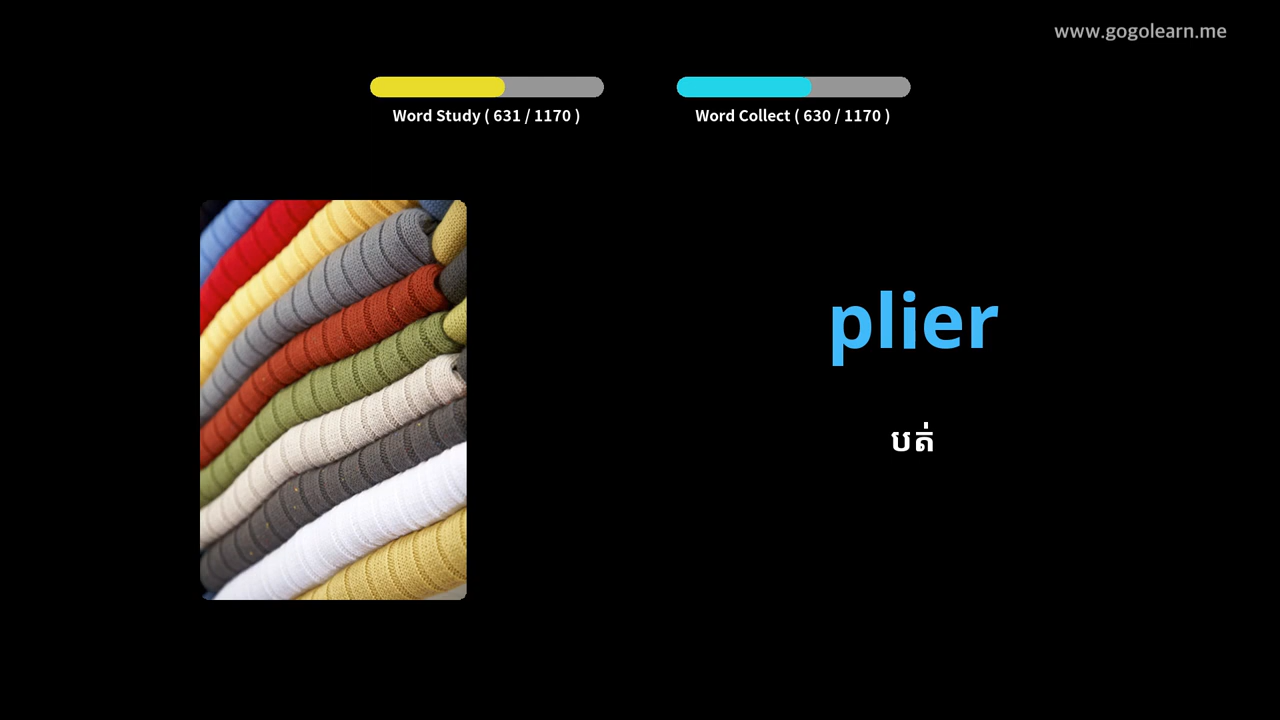 www.gogolearn.me
Word Study ( 631 / 1170 )
Word Collect ( 630 / 1170 )
plier
បត់